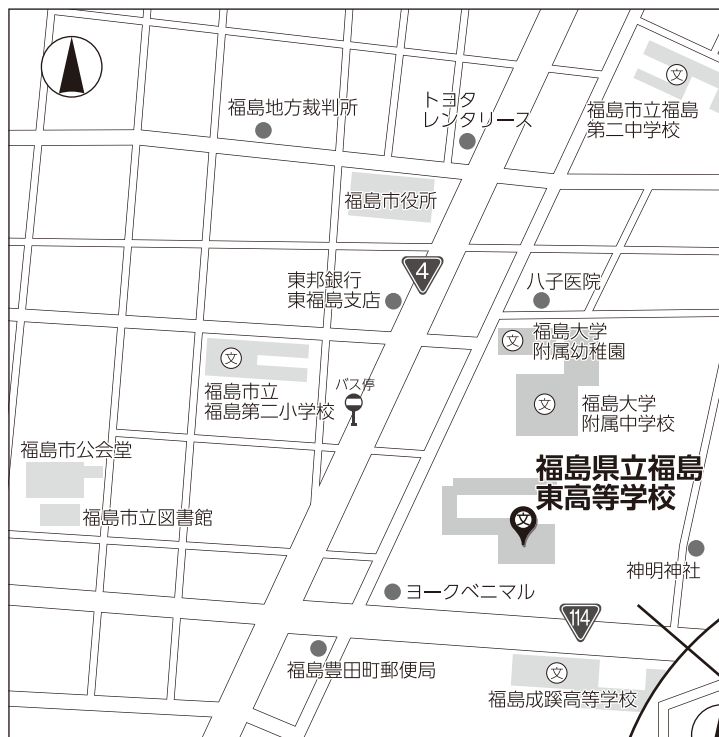 文
福島市立福島
第二中学校
福島地方裁判所
トヨタ
レンタリース
福島市役所
4
東邦銀行
東福島支店
八子医院
文
福島大学
附属幼稚園
文
福島市立
福島第二小学校
バス停
文
福島大学
附属中学校
福島市公会堂
福島市立図書館
福島県立福島
東高等学校
文
神明神社
ヨークベニマル
114
福島豊田町郵便局
文
福島成蹊高等学校